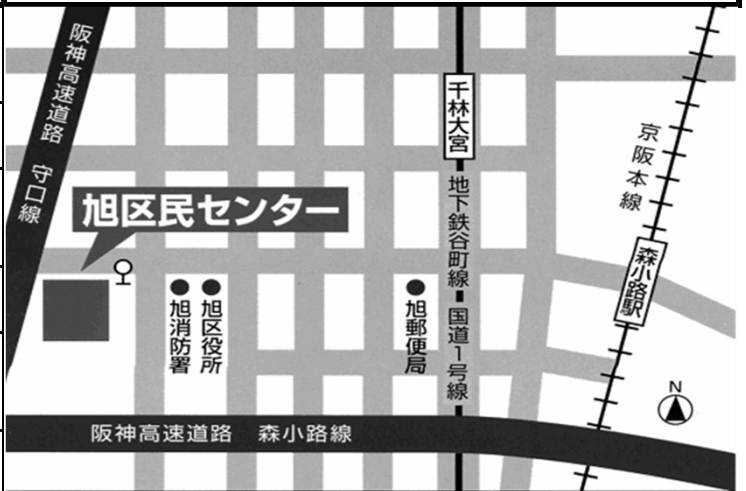 阪神高速道路 守口線
千林大宮
京阪本線
旭区民センター
地下鉄谷町線
森小路駅
旭消防署
旭区役所
旭郵便局
国道1号線
N
阪神高速道路 森小路線